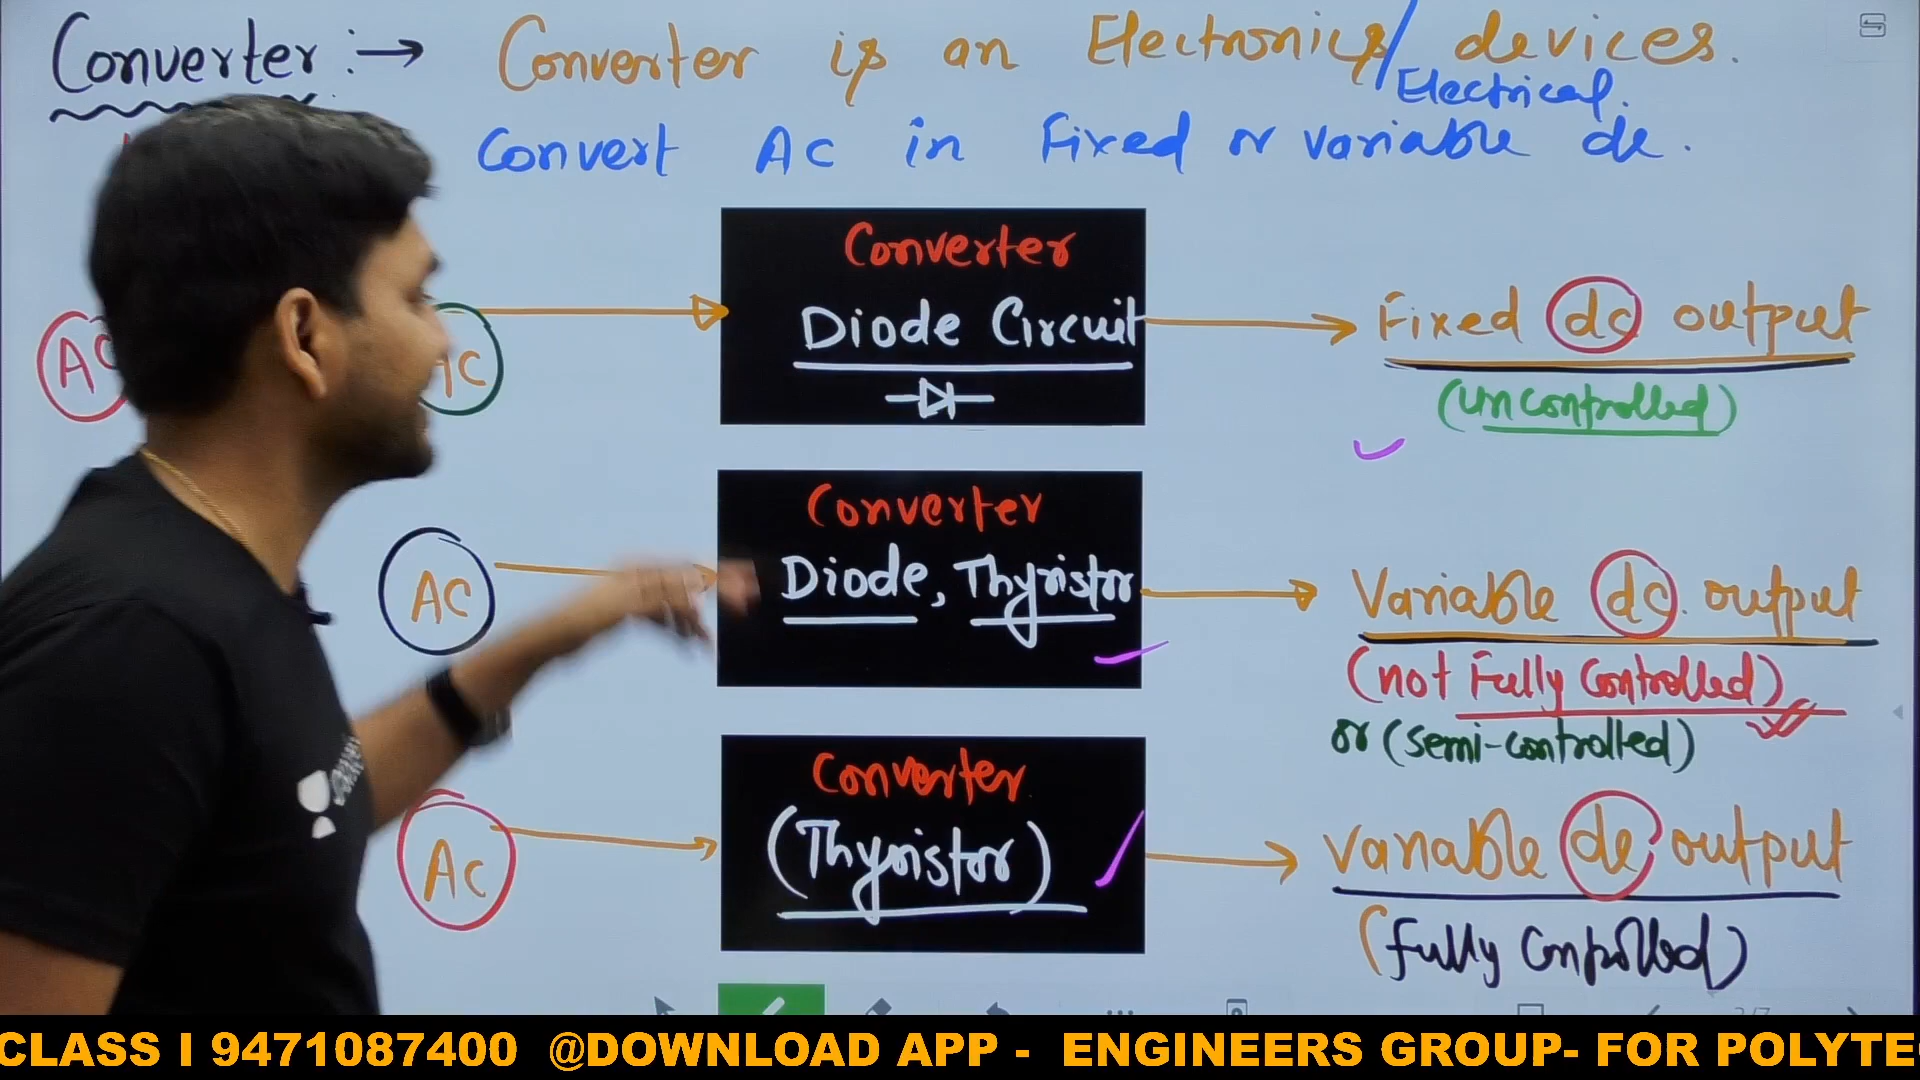 Converter :→ Converter is an Electronics/ devices.
Electrical.
Convert AC in Fixed or variable dc.
Converter
Diode Circuit
AC
AC
Fixed dc output
(uncontrolled)
Converter
Diode, Thyristor
AC
Variable dc. output
(not Fully Controlled)
or (semi-controlled)
Converter
(Thyristor)
AC
variable dc output
(fully controlled)
CLASS I 9471087400 @DOWNLOAD APP - ENGINEERS GROUP- FOR POLYTE